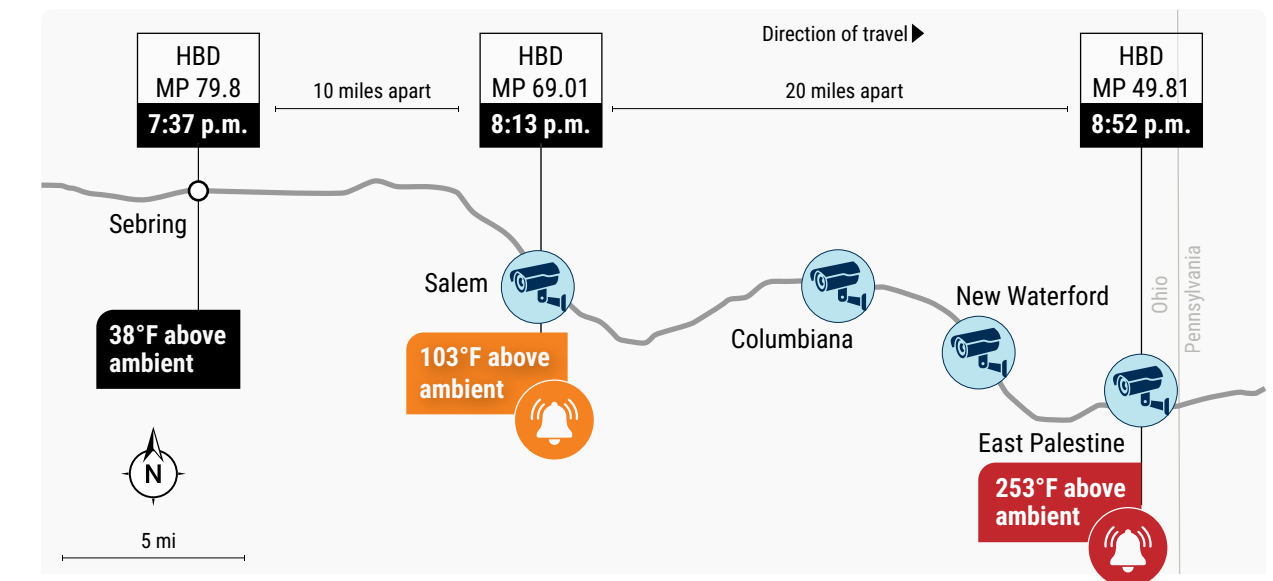 Direction of travel
HBD
MP 79.8
7:37 p.m.
10 miles apart
HBD
MP 69.01
8:13 p.m.
20 miles apart
HBD
MP 49.81
8:52 p.m.
Sebring
Salem
Columbiana
New Waterford
East Palestine
Ohio
Pennsylvania
38°F above
ambient
103°F above
ambient
253°F above
ambient
N
5 mi